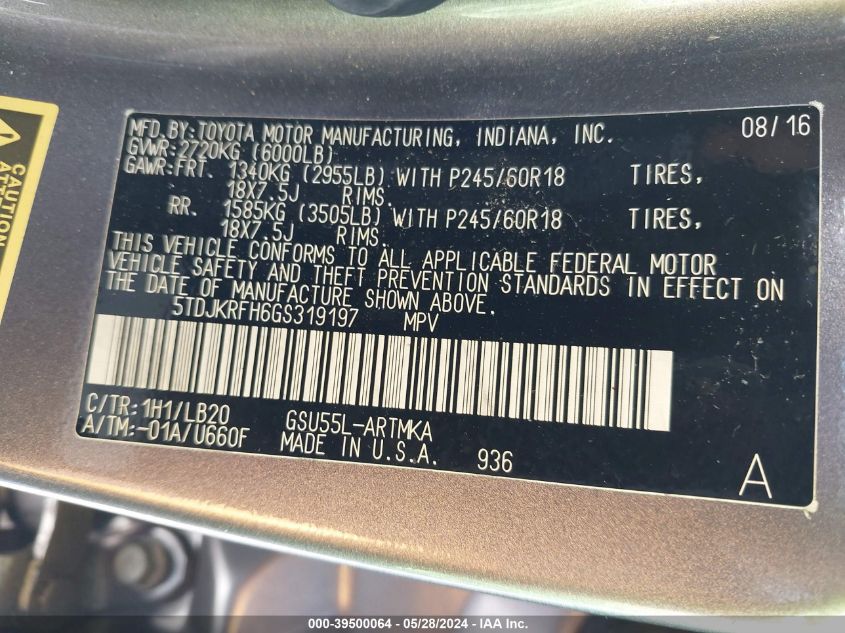 MFD.BY:TOYOTA MOTOR MANUFACTURING, INDIANA, INC. 08/16
GVWR:2720KG (6000LB)
GAWR:FRT. 1340KG (2955LB) WITH P245/60R18 TIRES,
18X7.5J RIMS.
RR. 1585KG (3505LB) WITH P245/60R18 TIRES,
18X7.5J RIMS.
THIS VEHICLE CONFORMS TO ALL APPLICABLE FEDERAL MOTOR
VEHICLE SAFETY AND THEFT PREVENTION STANDARDS IN EFFECT ON
THE DATE OF MANUFACTURE SHOWN ABOVE.
5TDJKRFH6GS319197 MPV
C/TR:1H1/LB20 GSU55L-ARTMKA
A/TM:-01A/U660F MADE IN U.S.A. 936
A
CAUTION
000-39500064 - 05/28/2024 - IAA Inc.